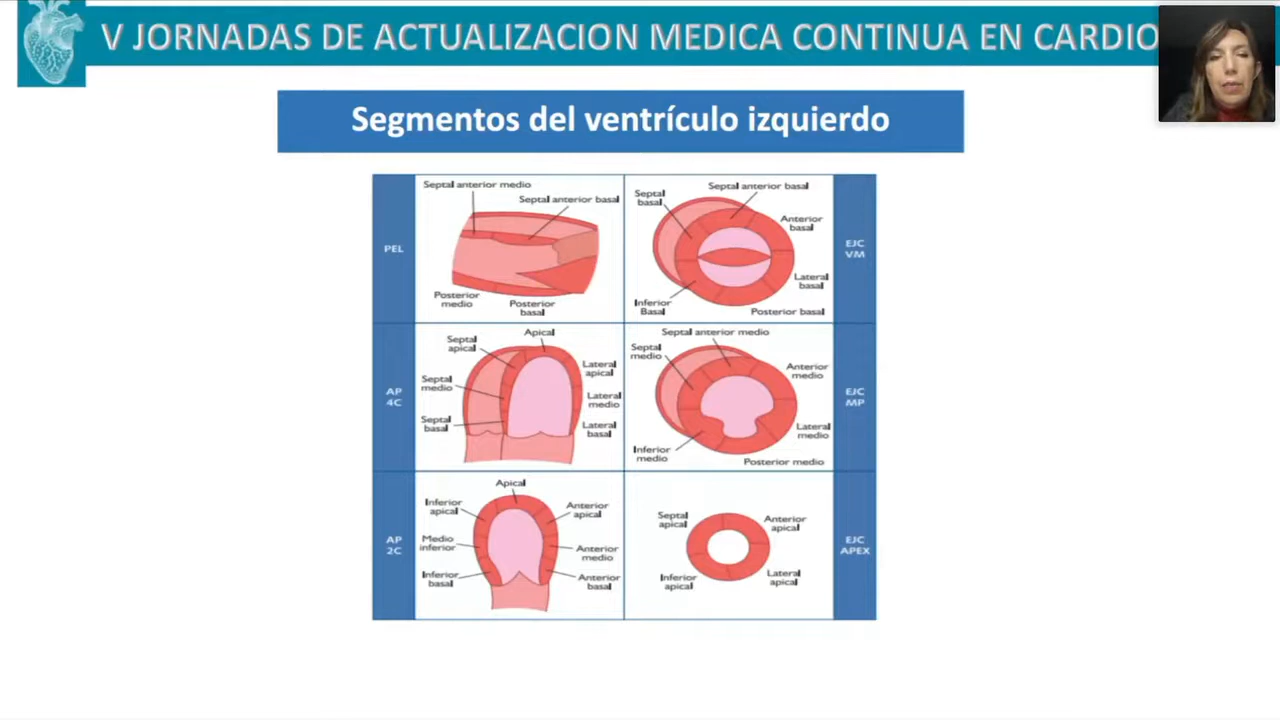 V JORNADAS DE ACTUALIZACION MEDICA CONTINUA EN CARDIO
Segmentos del ventrículo izquierdo
PEL
Septal anterior medio
Septal anterior basal
Posterior
medio
Posterior
basal
Septal
basal
Septal anterior basal
Anterior
basal
Lateral
basal
Inferior
Basal
Posterior basal
EJC
VM
AP
4C
Septal
apical
Apical
Lateral
apical
Septal
medio
Lateral
medio
Septal
basal
Lateral
basal
Septal anterior medio
Septal
medio
Anterior
medio
Lateral
medio
Inferior
medio
Posterior medio
EJC
MP
AP
2C
Apical
Inferior
apical
Anterior
apical
Medio
inferior
Anterior
medio
Inferior
basal
Anterior
basal
Septal
apical
Anterior
apical
Inferior
apical
Lateral
apical
EJC
APEX